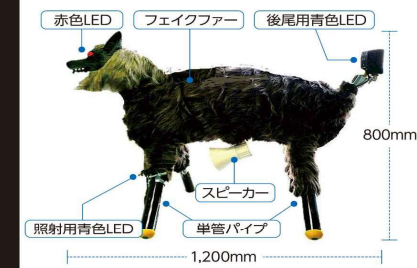 赤色LED
フェイクファー
後尾用青色LED
800mm
スピーカー
照射用青色LED
単管パイプ
1,200mm